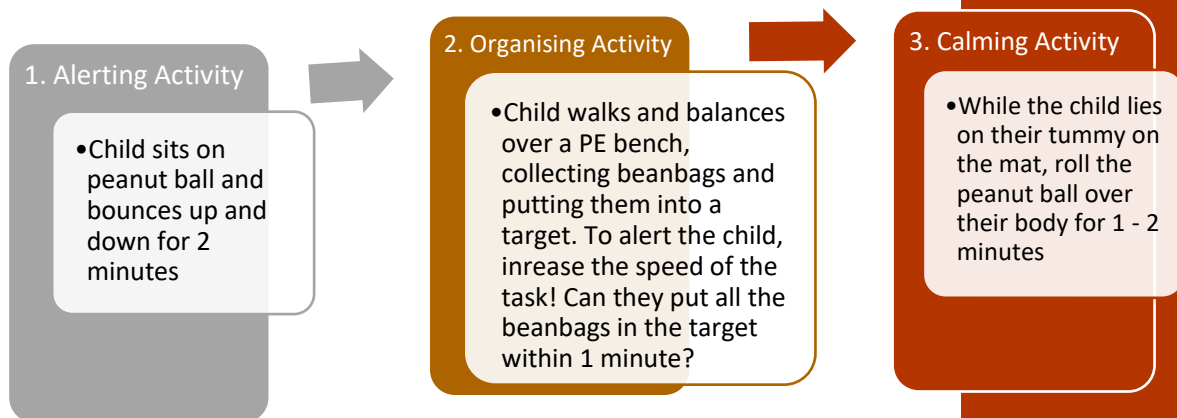 1. Alerting Activity
•Child sits on
peanut ball and
bounces up and
down for 2
minutes
2. Organising Activity
•Child walks and balances
over a PE bench,
collecting beanbags and
putting them into a
target. To alert the child,
inrease the speed of the
task! Can they put all the
beanbags in the target
within 1 minute?
3. Calming Activity
•While the child lies
on their tummy on
the mat, roll the
peanut ball over
their body for 1 - 2
minutes